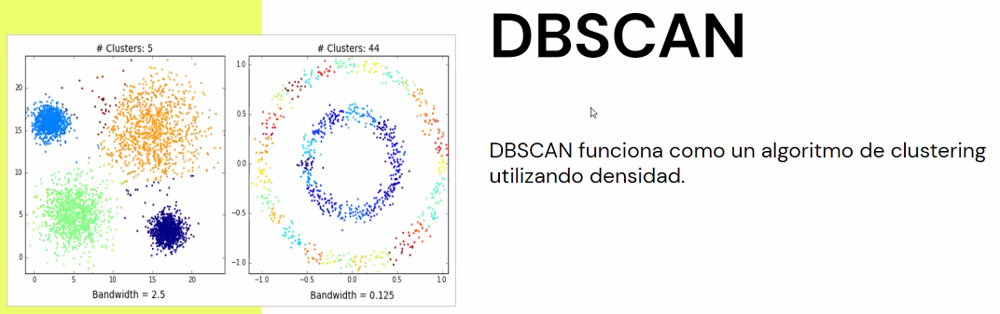 DBSCAN
DBSCAN funciona como un algoritmo de clustering
utilizando densidad.
# Clusters: 5
20
15
10
5
0
0
5
10
15
20
Bandwidth = 2.5
# Clusters: 44
1.0
0.5
0.0
−0.5
−1.0
−1.0
−0.5
0.0
0.5
1.0
Bandwidth = 0.125